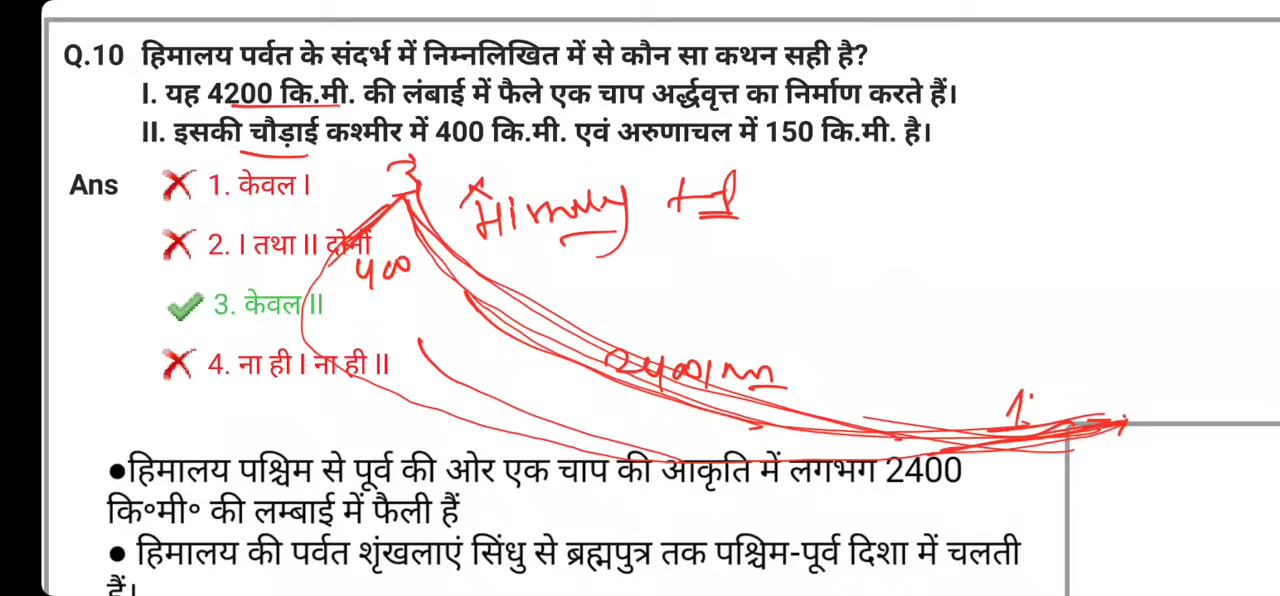 Q.10 हिमालय पर्वत के संदर्भ में निम्नलिखित में से कौन सा कथन सही है?
I. यह 4200 कि.मी. की लंबाई में फैले एक चाप अर्द्धवृत्त का निर्माण करते हैं।
II. इसकी चौड़ाई कश्मीर में 400 कि.मी. एवं अरुणाचल में 150 कि.मी. है।
Ans 1. केवल I
2. I तथा II दोनों
400
3. केवल II
4. ना ही I ना ही II
●हिमालय पश्चिम से पूर्व की ओर एक चाप की आकृति में लगभग 2400
कि॰मी॰ की लम्बाई में फैली हैं
● हिमालय की पर्वत शृंखलाएं सिंधु से ब्रह्मपुत्र तक पश्चिम-पूर्व दिशा में चलती
हैं।